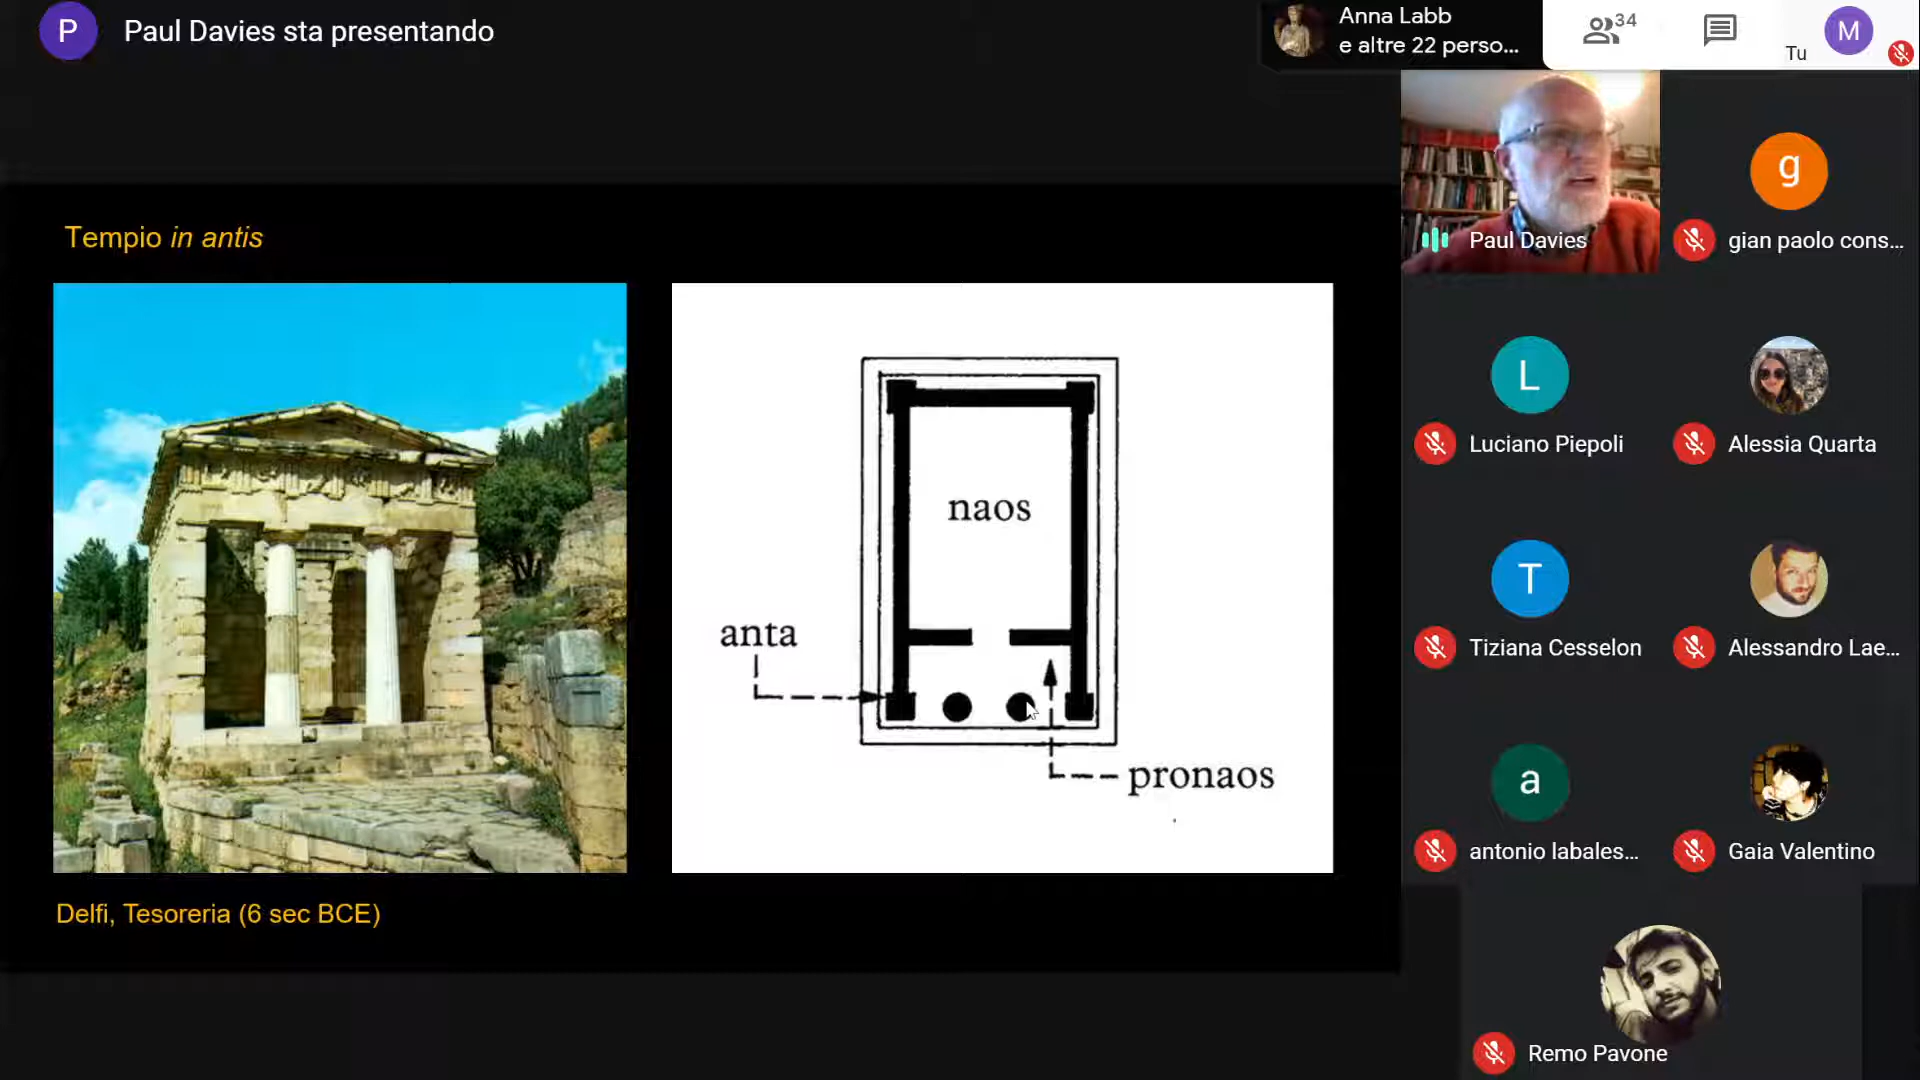 P
Paul Davies sta presentando
Anna Labb
e altre 22 perso...
34
Tu
M
Tempio in antis
naos
anta
pronaos
Delfi, Tesoreria (6 sec BCE)
Paul Davies
g
gian paolo cons...
L
Luciano Piepoli
Alessia Quarta
T
Tiziana Cesselon
Alessandro Lae...
a
antonio labales...
Gaia Valentino
Remo Pavone